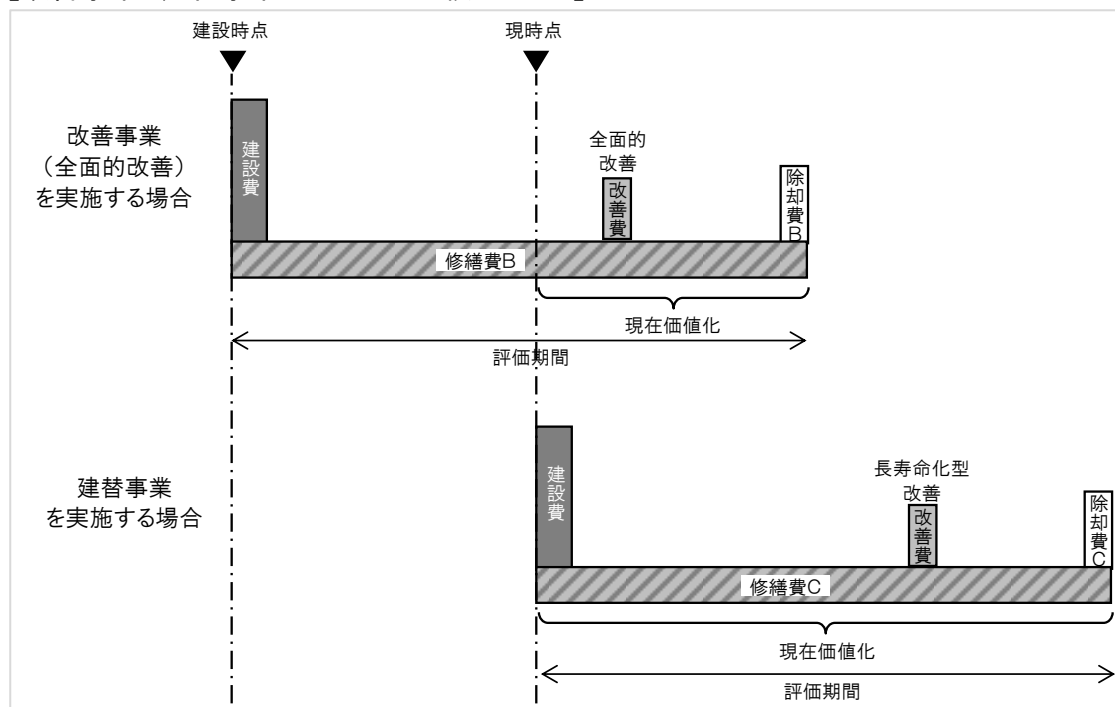 建設時点
現時点
改善事業
（全面的改善）
を実施する場合
建設費
全面的
改善
改善費
除却費B
修繕費B
現在価値化
評価期間
建替事業
を実施する場合
建設費
長寿命化型
改善
改善費
除却費C
修繕費C
現在価値化
評価期間